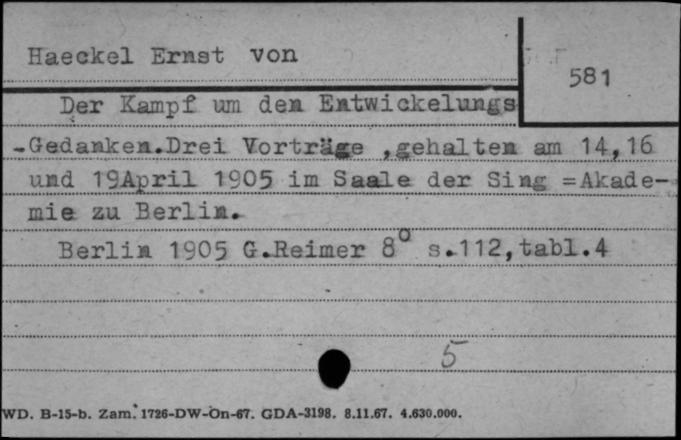 Haeckel Ernst von
581
Der Kampf um den Entwickelungs
-Gedanken.Drei Vorträge ,gehalten am 14,16
und 19April 1905 im Saale der Sing =Akade-
mie zu Berlin.
Berlin 1905 G.Reimer 8° s.112,tabl.4
5
WD. B-15-b. Zam. 1726-DW-On-67. GDA-3198. 8.11.67. 4.630.000.